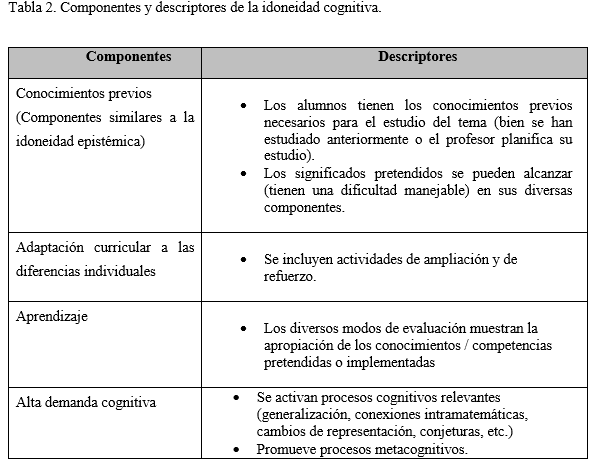 Tabla 2. Componentes y descriptores de la idoneidad cognitiva.
Componentes
Descriptores
Conocimientos previos
(Componentes similares a la
idoneidad epistémica)
• Los alumnos tienen los conocimientos previos
necesarios para el estudio del tema (bien se han
estudiado anteriormente o el profesor planifica su
estudio).
• Los significados pretendidos se pueden alcanzar
(tienen una dificultad manejable) en sus diversas
componentes.
Adaptación curricular a las
diferencias individuales
• Se incluyen actividades de ampliación y de
refuerzo.
Aprendizaje
• Los diversos modos de evaluación muestran la
apropiación de los conocimientos / competencias
pretendidas o implementadas
Alta demanda cognitiva
• Se activan procesos cognitivos relevantes
(generalización, conexiones intramatemáticas,
cambios de representación, conjeturas, etc.)
• Promueve procesos metacognitivos.